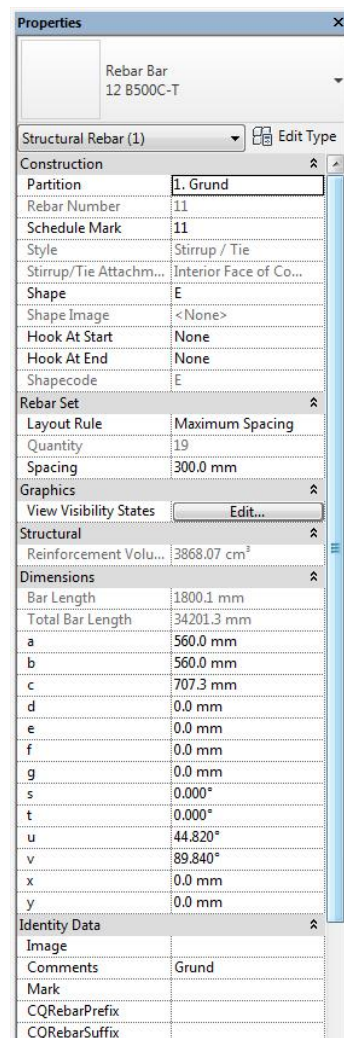 Properties
Rebar Bar
12 B500C-T
Structural Rebar (1) Edit Type
Construction
Partition 1. Grund
Rebar Number 11
Schedule Mark 11
Style Stirrup / Tie
Stirrup/Tie Attachm... Interior Face of Co...
Shape E
Shape Image <None>
Hook At Start None
Hook At End None
Shapecode E
Rebar Set
Layout Rule Maximum Spacing
Quantity 19
Spacing 300.0 mm
Graphics
View Visibility States Edit...
Structural
Reinforcement Volu... 3868.07 cm³
Dimensions
Bar Length 1800.1 mm
Total Bar Length 34201.3 mm
a 560.0 mm
b 560.0 mm
c 707.3 mm
d 0.0 mm
e 0.0 mm
f 0.0 mm
g 0.0 mm
s 0.000°
t 0.000°
u 44.820°
v 89.840°
x 0.0 mm
y 0.0 mm
Identity Data
Image
Comments Grund
Mark
CQRebarPrefix
CQRebarSuffix